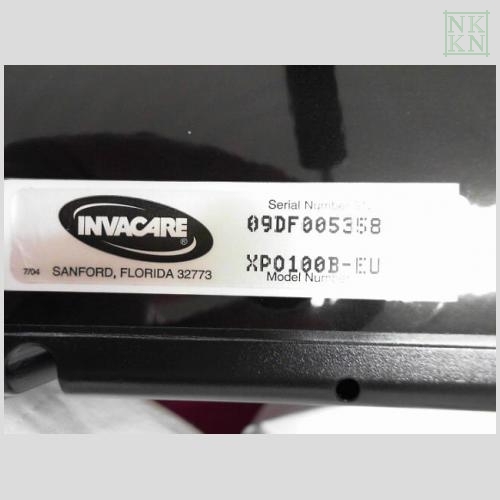 NK
KN
Serial Number
09DF005358
INVACARE®
XPO100B-EU
Model Number
7/04 SANFORD, FLORIDA 32773